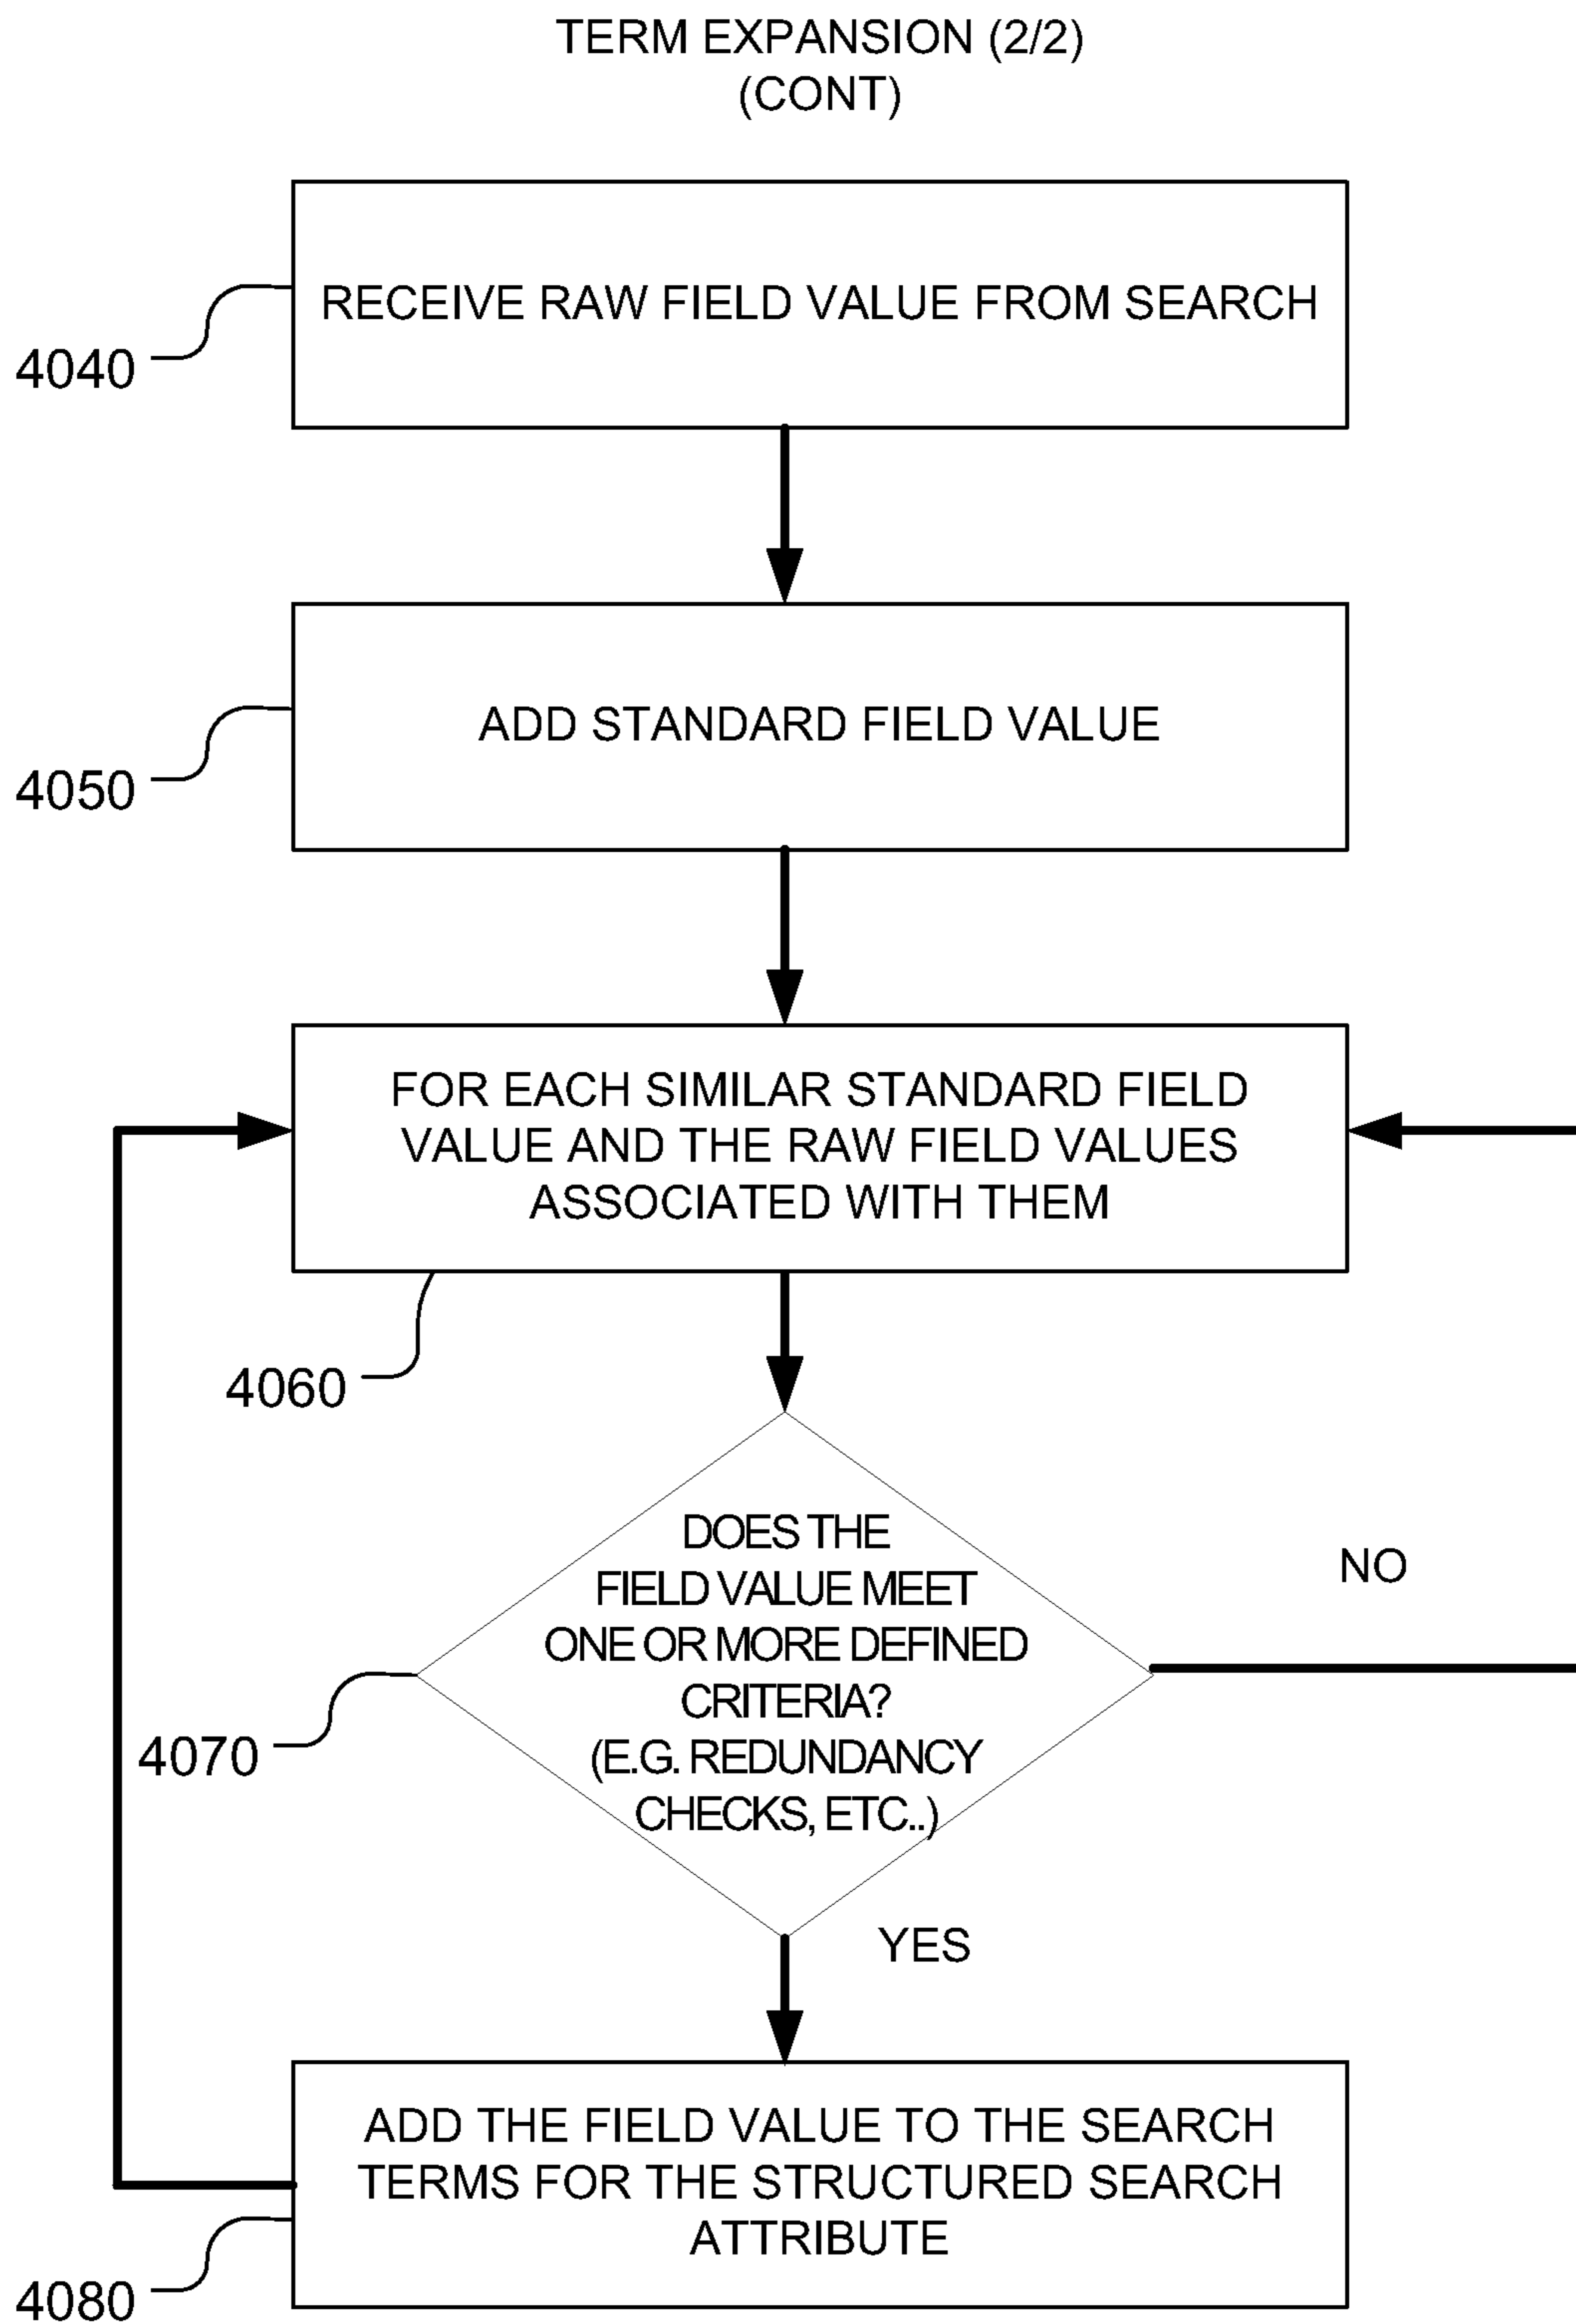 TERM EXPANSION (2/2)
(CONT)
RECEIVE RAW FIELD VALUE FROM SEARCH
4040
ADD STANDARD FIELD VALUE
4050
FOR EACH SIMILAR STANDARD FIELD
VALUE AND THE RAW FIELD VALUES
ASSOCIATED WITH THEM
4060
DOES THE
FIELD VALUE MEET
ONE OR MORE DEFINED
CRITERIA?
(E.G. REDUNDANCY
CHECKS, ETC..)
NO
4070
YES
ADD THE FIELD VALUE TO THE SEARCH
TERMS FOR THE STRUCTURED SEARCH
ATTRIBUTE
4080